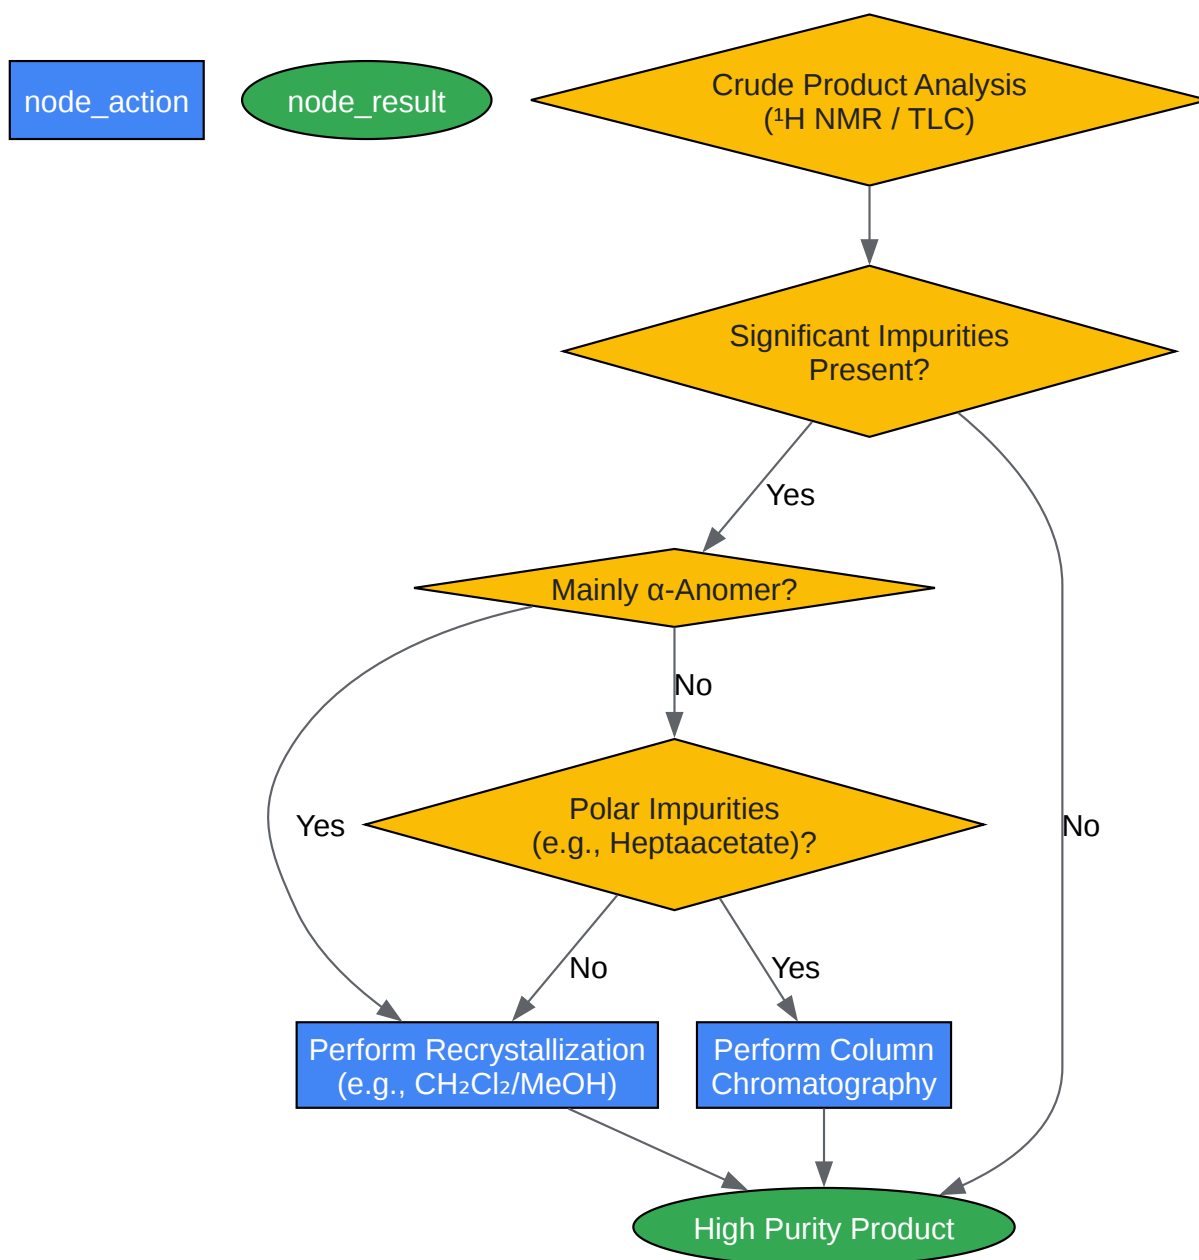 node_action
node_result
Crude Product Analysis
(¹H NMR / TLC)
Significant Impurities
Present?
Yes
Mainly α-Anomer?
No
Polar Impurities
(e.g., Heptaacetate)?
Yes
No
No
Yes
Perform Recrystallization
(e.g., CH₂Cl₂/MeOH)
Perform Column
Chromatography
High Purity Product